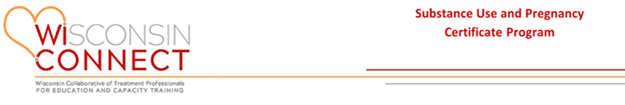 WISCONSIN
CONNECT
Wisconsin Collaborative of Treatment Professionals
FOR EDUCATION AND CAPACITY TRAINING
Substance Use and Pregnancy
Certificate Program